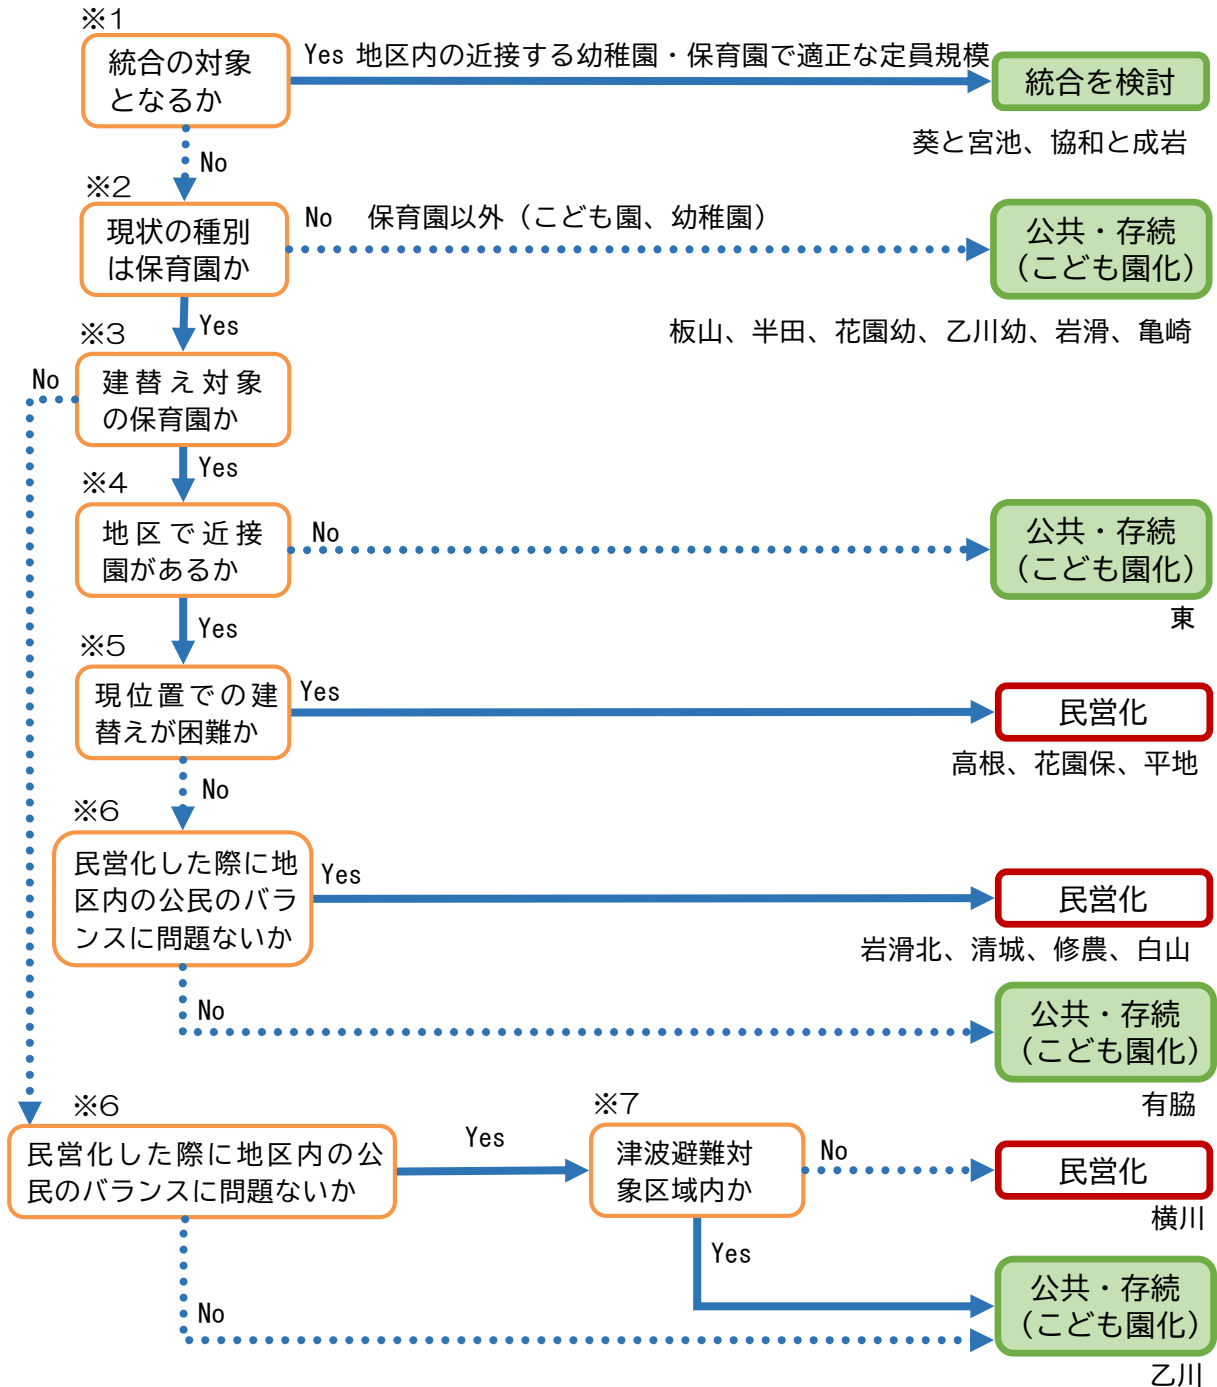 ※1
統合の対象
となるか
Yes 地区内の近接する幼稚園・保育園で適正な定員規模
統合を検討
葵と宮池、協和と成岩
No
※2
現状の種別
は保育園か
No 保育園以外（こども園、幼稚園）
公共・存続
（こども園化）
板山、半田、花園幼、乙川幼、岩滑、亀崎
Yes
※3
建替え対象
の保育園か
No
Yes
※4
地区で近接
園があるか
No
公共・存続
（こども園化）
東
Yes
※5
現位置での建
替えが困難か
Yes
民営化
高根、花園保、平地
No
※6
民営化した際に地
区内の公民のバラ
ンスに問題ないか
Yes
民営化
岩滑北、清城、修農、白山
No
公共・存続
（こども園化）
有脇
※6
民営化した際に地区内の公
民のバランスに問題ないか
Yes
※7
津波避難対
象区域内か
No
民営化
横川
Yes
No
公共・存続
（こども園化）
乙川